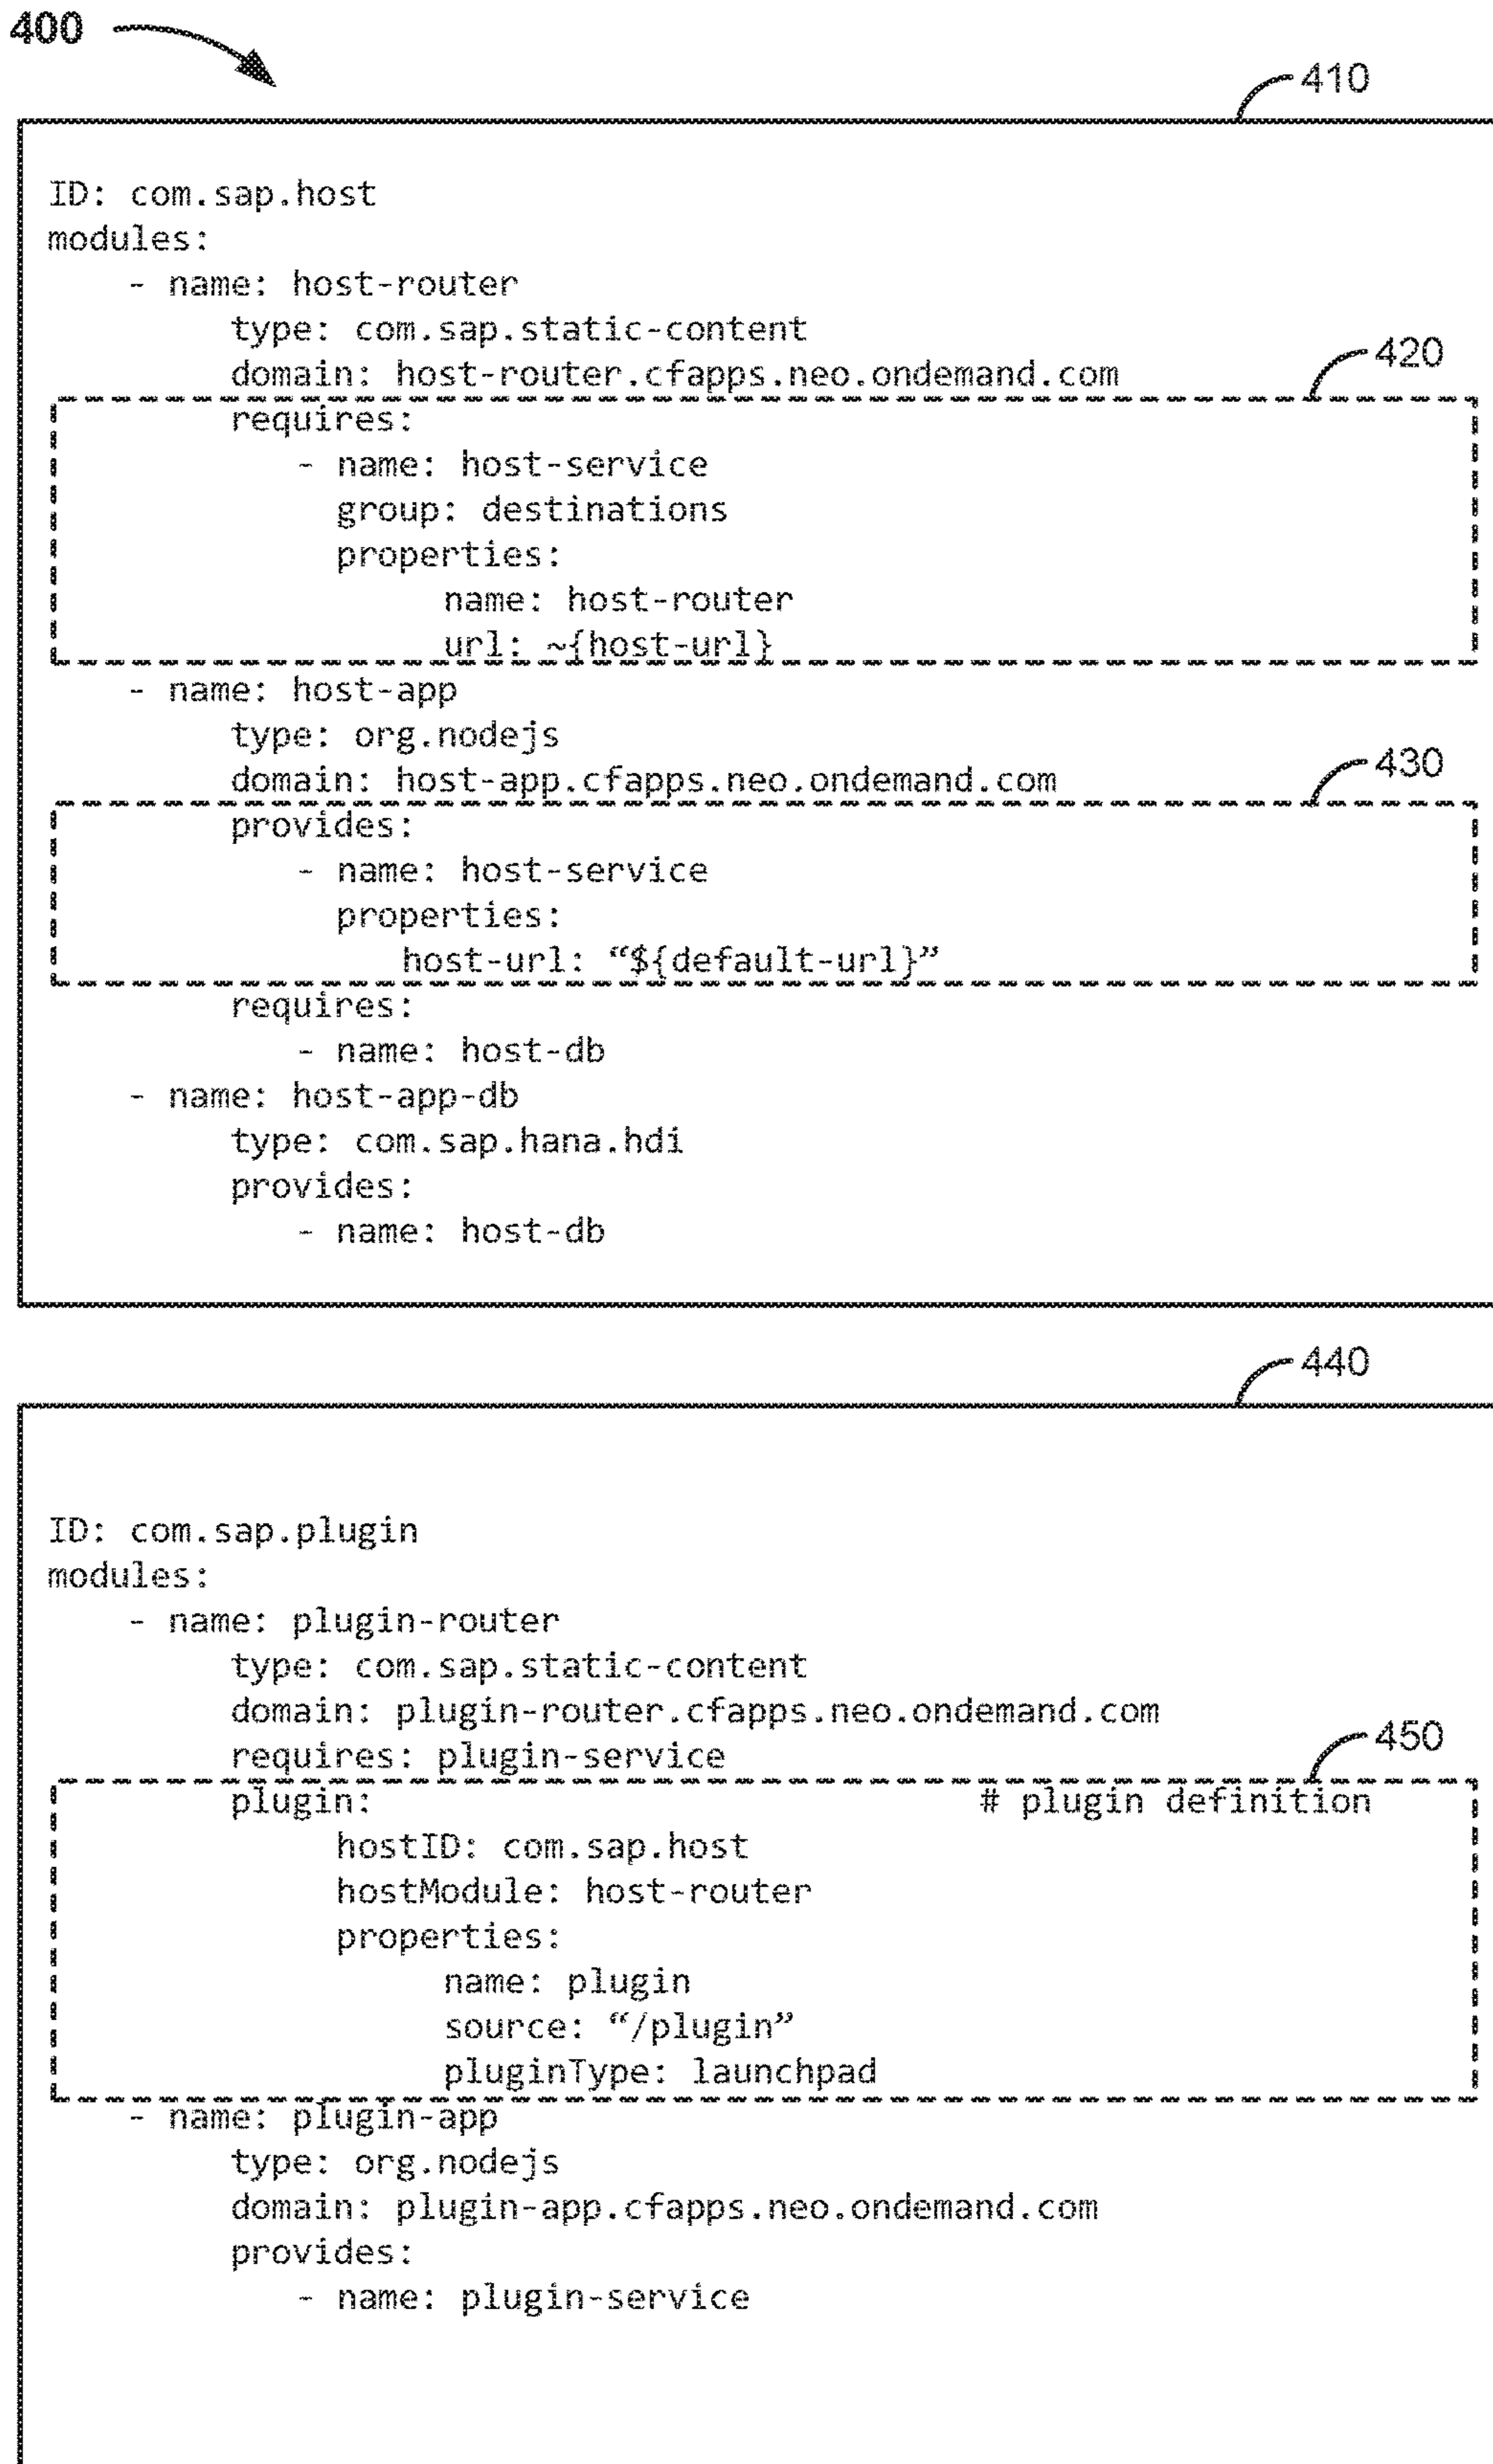 400
410
ID: com.sap.host
modules:
- name: host-router
type: com.sap.static-content
domain: host-router.cfapps.neo.ondemand.com
420
requires:
- name: host-service
group: destinations
properties:
name: host-router
url: ~{host-url}
- name: host-app
type: org.nodejs
domain: host-app.cfapps.neo.ondemand.com
430
provides:
- name: host-service
properties:
host-url: “${default-url}”
requires:
- name: host-db
- name: host-app-db
type: com.sap.hana.hdi
provides:
- name: host-db
440
ID: com.sap.plugin
modules:
- name: plugin-router
type: com.sap.static-content
domain: plugin-router.cfapps.neo.ondemand.com
requires: plugin-service
450
plugin: # plugin definition
hostID: com.sap.host
hostModule: host-router
properties:
name: plugin
source: “/plugin”
pluginType: launchpad
- name: plugin-app
type: org.nodejs
domain: plugin-app.cfapps.neo.ondemand.com
provides:
- name: plugin-service